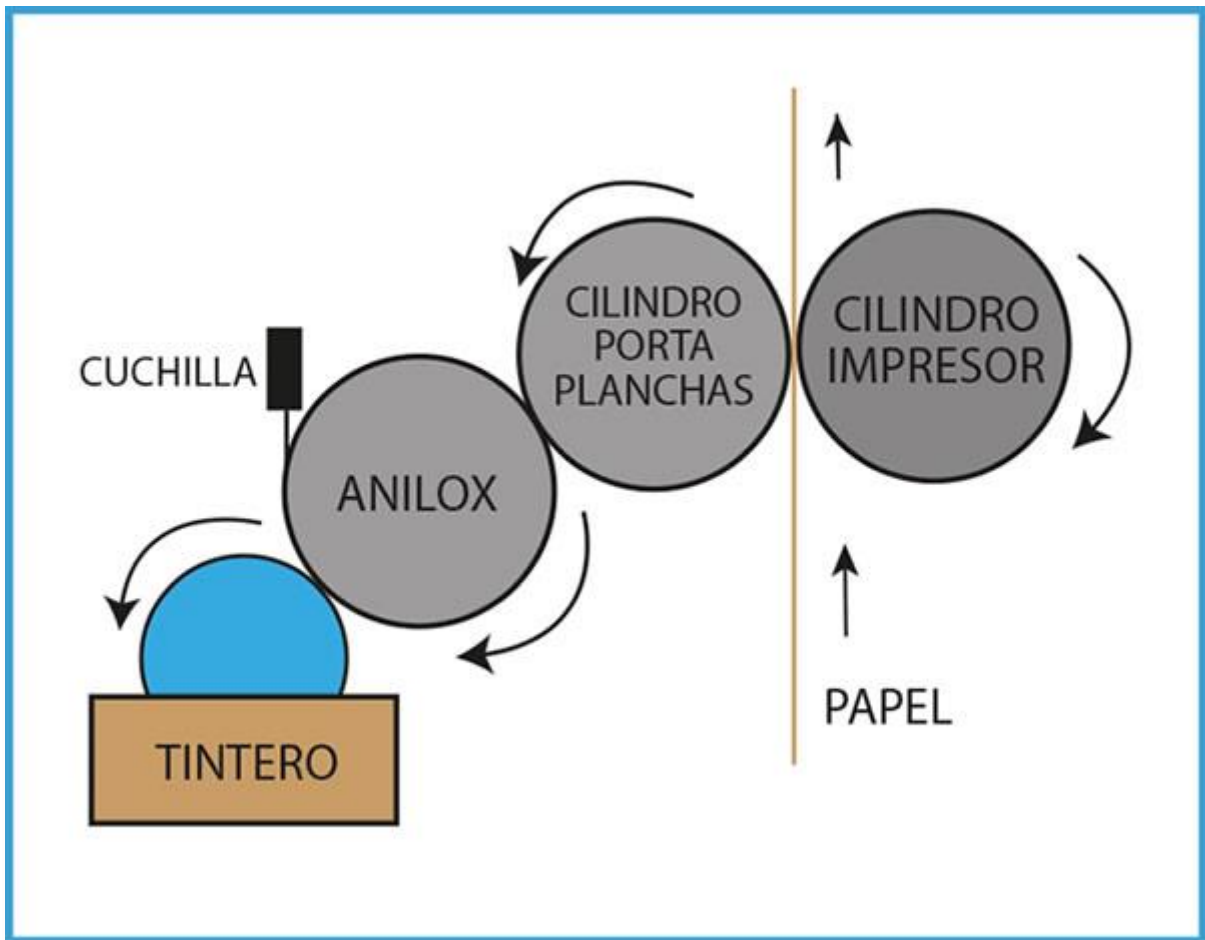 CILINDRO
PORTA
PLANCHAS
CILINDRO
IMPRESOR
CUCHILLA
ANILOX
PAPEL
TINTERO